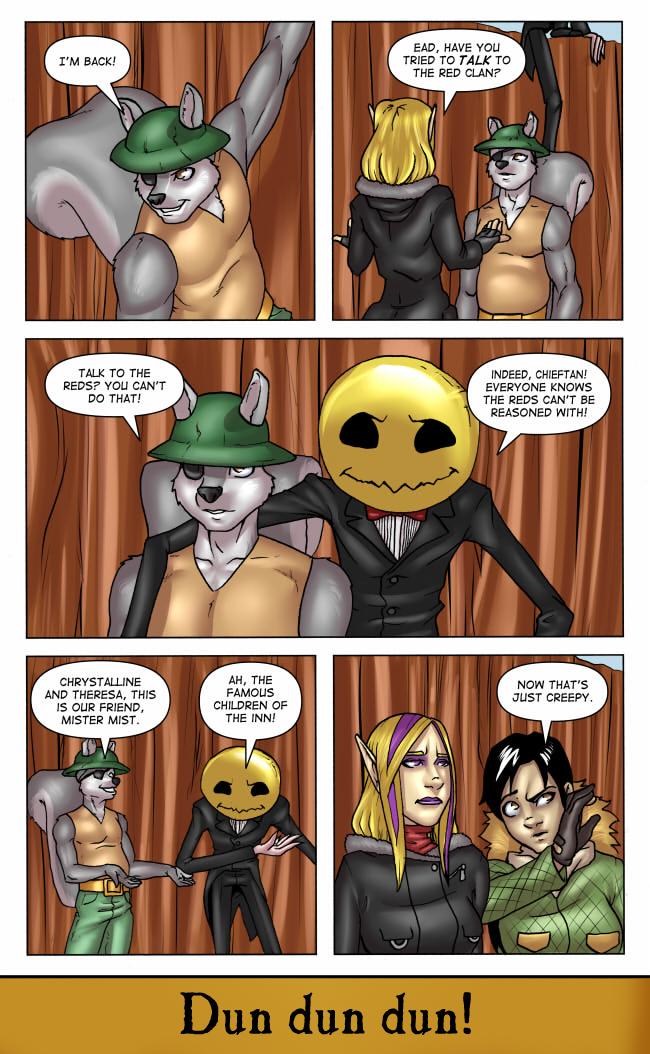 I'M BACK!
EAD, HAVE YOU
TRIED TO TALK TO
THE RED CLAN?
TALK TO THE
REDS? YOU CAN'T
DO THAT!
INDEED, CHIEFTAN!
EVERYONE KNOWS
THE REDS CAN'T BE
REASONED WITH!
CHRYSTALLINE
AND THERESA, THIS
IS OUR FRIEND,
MISTER MIST.
AH, THE
FAMOUS
CHILDREN OF
THE INN!
NOW THAT'S
JUST CREEPY.
Dun dun dun!